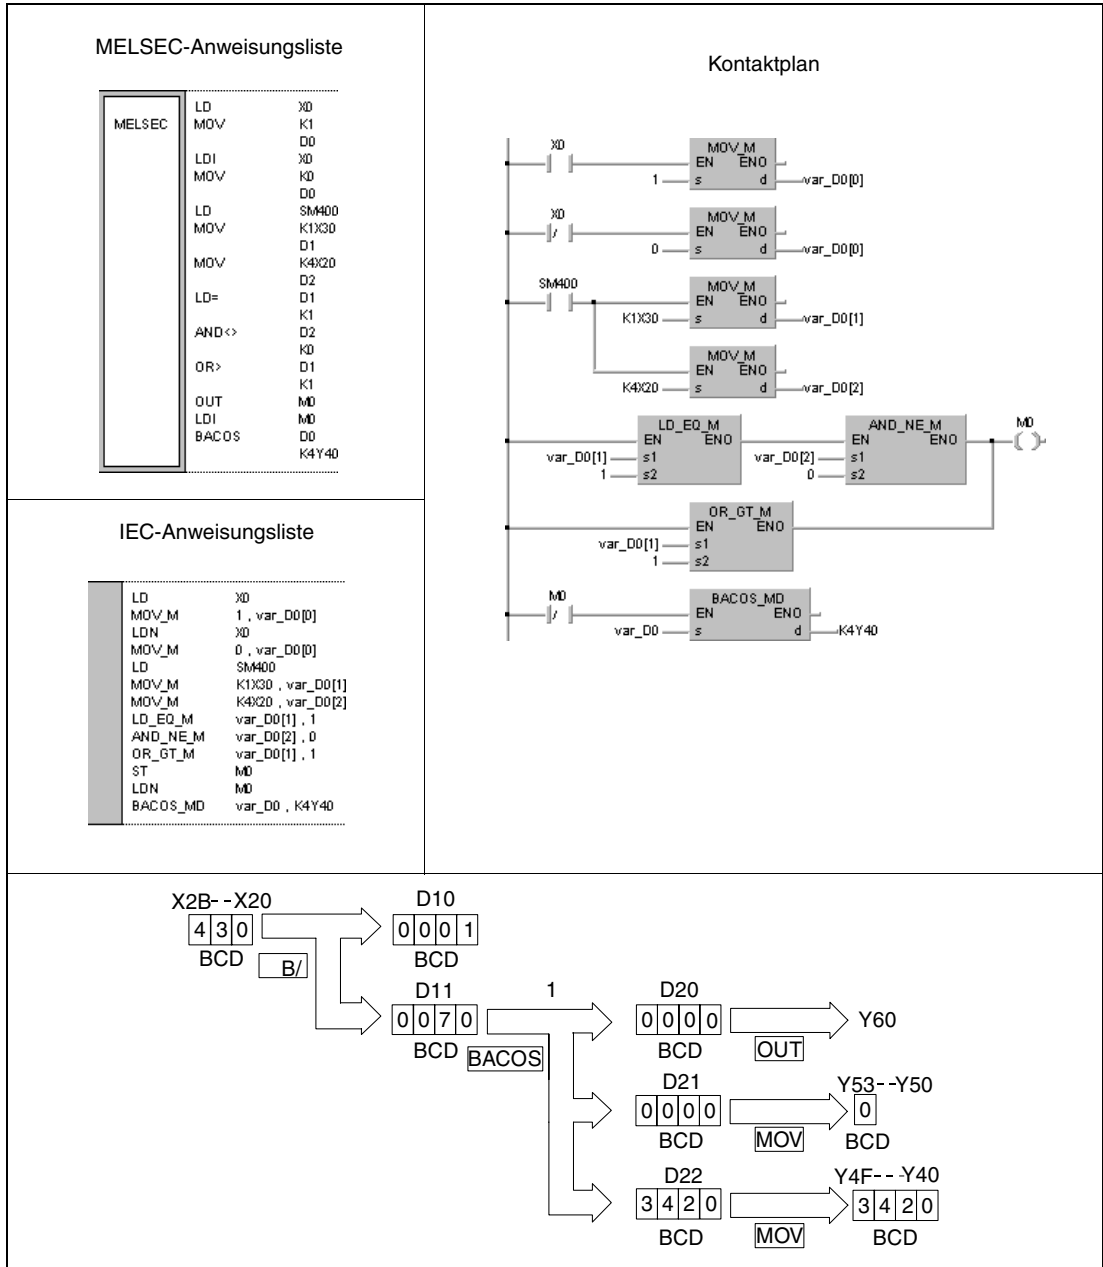 MELSEC-Anweisungsliste
MELSEC
LD X0
MOV K1
D0
LDI X0
MOV K0
D0
LD SM400
MOV K1X30
D1
MOV K4X20
D2
LD= D1
K1
AND<> D2
K0
OR> D1
K1
OUT M0
LDI M0
BACOS D0
K4Y40
IEC-Anweisungsliste
LD X0
MOV_M 1 , var_D0[0]
LDN X0
MOV_M 0 , var_D0[0]
LD SM400
MOV_M K1X30 , var_D0[1]
MOV_M K4X20 , var_D0[2]
LD_EQ_M var_D0[1] , 1
AND_NE_M var_D0[2] , 0
OR_GT_M var_D0[1] , 1
ST M0
LDN M0
BACOS_MD var_D0 , K4Y40
Kontaktplan
X0
MOV_M
EN ENO
1 s d var_D0[0]
X0
MOV_M
EN ENO
0 s d var_D0[0]
SM400
MOV_M
EN ENO
K1X30 s d var_D0[1]
MOV_M
EN ENO
K4X20 s d var_D0[2]
LD_EQ_M AND_NE_M M0
EN ENO EN ENO
var_D0[1] s1 var_D0[2] s1
1 s2 0 s2
OR_GT_M
EN ENO
var_D0[1] s1
1 s2
M0
BACOS_MD
EN ENO
var_D0 s d K4Y40
X2B--X20 D10
4 3 0 0 0 0 1
BCD B/ BCD
D11 1 D20
0 0 7 0 0 0 0 0 Y60
BCD BACOS BCD OUT
D21 Y53--Y50
0 0 0 0 0
BCD MOV BCD
D22 Y4F---Y40
3 4 2 0 3 4 2 0
BCD MOV BCD